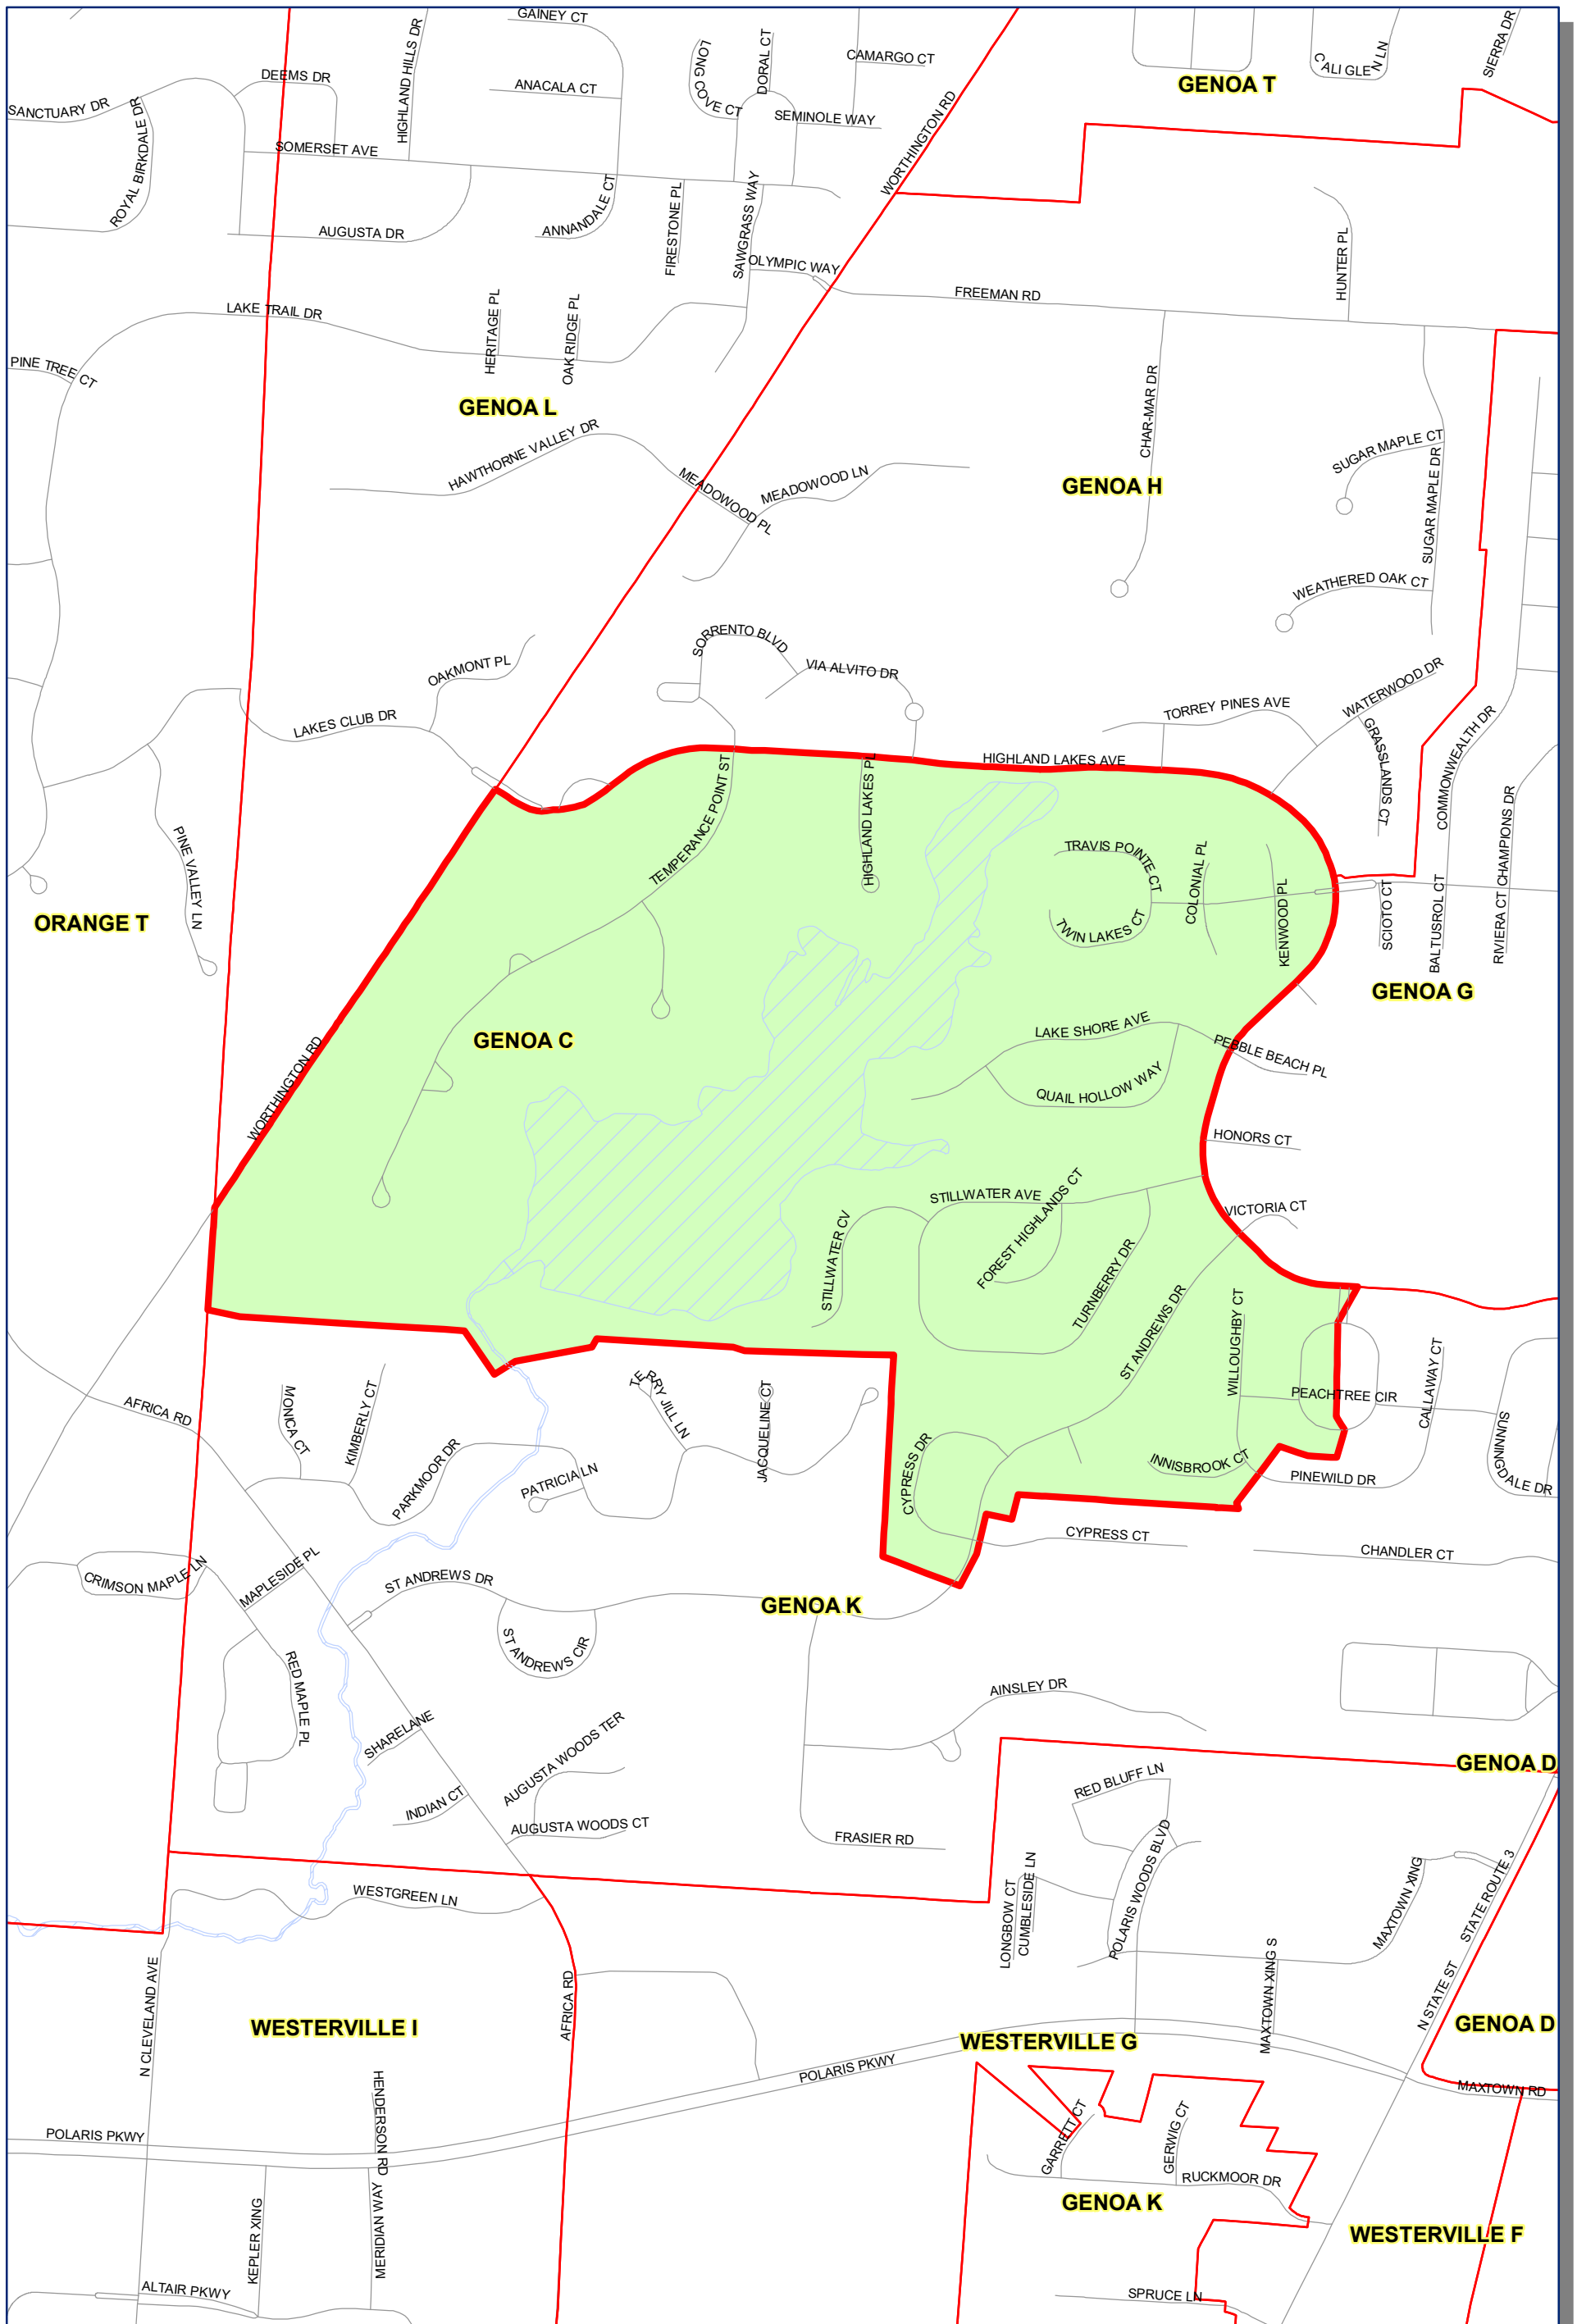 GAINEY CT
HIGHLAND HILLS DR
DEEMS DR
SANCTUARY DR
ROYAL BIRKDALE DR
ANACALA CT
LONG COVE CT
DORAL CT
CAMARGO CT
SEMINOLE WAY
WORTHINGTON RD
GENOA T
CALI GLEN LN
SIERRA DR
SOMERSET AVE
AUGUSTA DR
ANNANDALE CT
FIRESTONE PL
SAWGRASS WAY
OLYMPIC WAY
FREEMAN RD
HUNTER PL
LAKE TRAIL DR
HERITAGE PL
OAK RIDGE PL
PINE TREE CT
GENOA L
HAWTHORNE VALLEY DR
MEADOWOOD PL
MEADOWOOD LN
CHAR-MAR DR
GENOA H
SUGAR MAPLE CT
SUGAR MAPLE DR
WEATHERED OAK CT
OAKMONT PL
LAKES CLUB DR
SORRENTO BLVD
VIA ALVITO DR
TORREY PINES AVE
WATERWOOD DR
GRASSLANDS CT
COMMONWEALTH DR
HIGHLAND LAKES AVE
TEMPERANCE POINT ST
HIGHLAND LAKES PL
TRAVIS POINTE CT
COLONIAL PL
KENWOOD PL
TWIN LAKES CT
SCIOTO CT
BALTUSROL CT
RIVIERA CT
CHAMPIONS DR
PINE VALLEY LN
ORANGE T
GENOA G
GENOA C
WORTHINGTON RD
LAKE SHORE AVE
PEBBLE BEACH PL
QUAIL HOLLOW WAY
HONORS CT
STILLWATER AVE
STILLWATER CV
FOREST HIGHLANDS CT
TURNBERRY DR
VICTORIA CT
ST ANDREWS DR
WILLOUGHBY CT
PEACHTREE CIR
CALLAWAY CT
SUNNINGDALE DR
INNISBROOK CT
PINEWILD DR
CYPRESS DR
CYPRESS CT
CHANDLER CT
AFRICA RD
MONICA CT
KIMBERLY CT
PARKMOOR DR
PATRICIA LN
TERRY JILL LN
JACQUELINE CT
CRIMSON MAPLE LN
MAPLESIDE PL
ST ANDREWS DR
ST ANDREWS CIR
GENOA K
RED MAPLE PL
SHARELANE
INDIAN CT
AUGUSTA WOODS TER
AUGUSTA WOODS CT
AINSLEY DR
FRASIER RD
GENOA D
RED BLUFF LN
POLARIS WOODS BLVD
LONGBOW CT
CUMBLESIDE LN
MAXTOWN XING
STATE ROUTE 3
N STATE ST
MAXTOWN XING S
WESTGREEN LN
N CLEVELAND AVE
AFRICA RD
WESTERVILLE I
WESTERVILLE G
GENOA D
POLARIS PKWY
MAXTOWN RD
POLARIS PKWY
HENDERSON RD
MERIDIAN WAY
KEPLER XING
ALTAIR PKWY
GARRETT CT
GERWIG CT
RUCKMOOR DR
GENOA K
WESTERVILLE F
SPRUCE LN